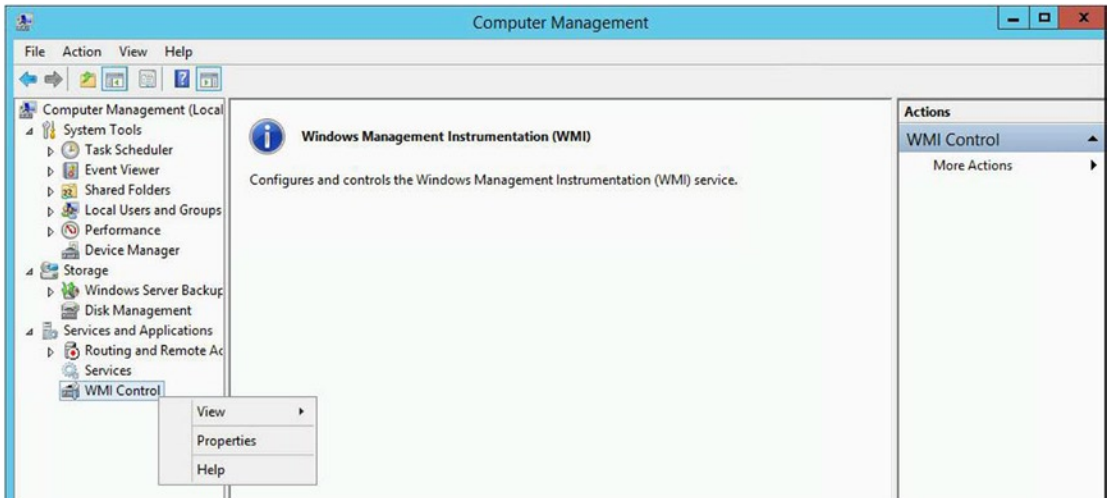 Computer Management
File Action View Help
Computer Management (Local
System Tools
Task Scheduler
Event Viewer
Shared Folders
Local Users and Groups
Performance
Device Manager
Storage
Windows Server Backup
Disk Management
Services and Applications
Routing and Remote Ac
Services
WMI Control
View
Properties
Help
Windows Management Instrumentation (WMI)
Configures and controls the Windows Management Instrumentation (WMI) service.
Actions
WMI Control
More Actions